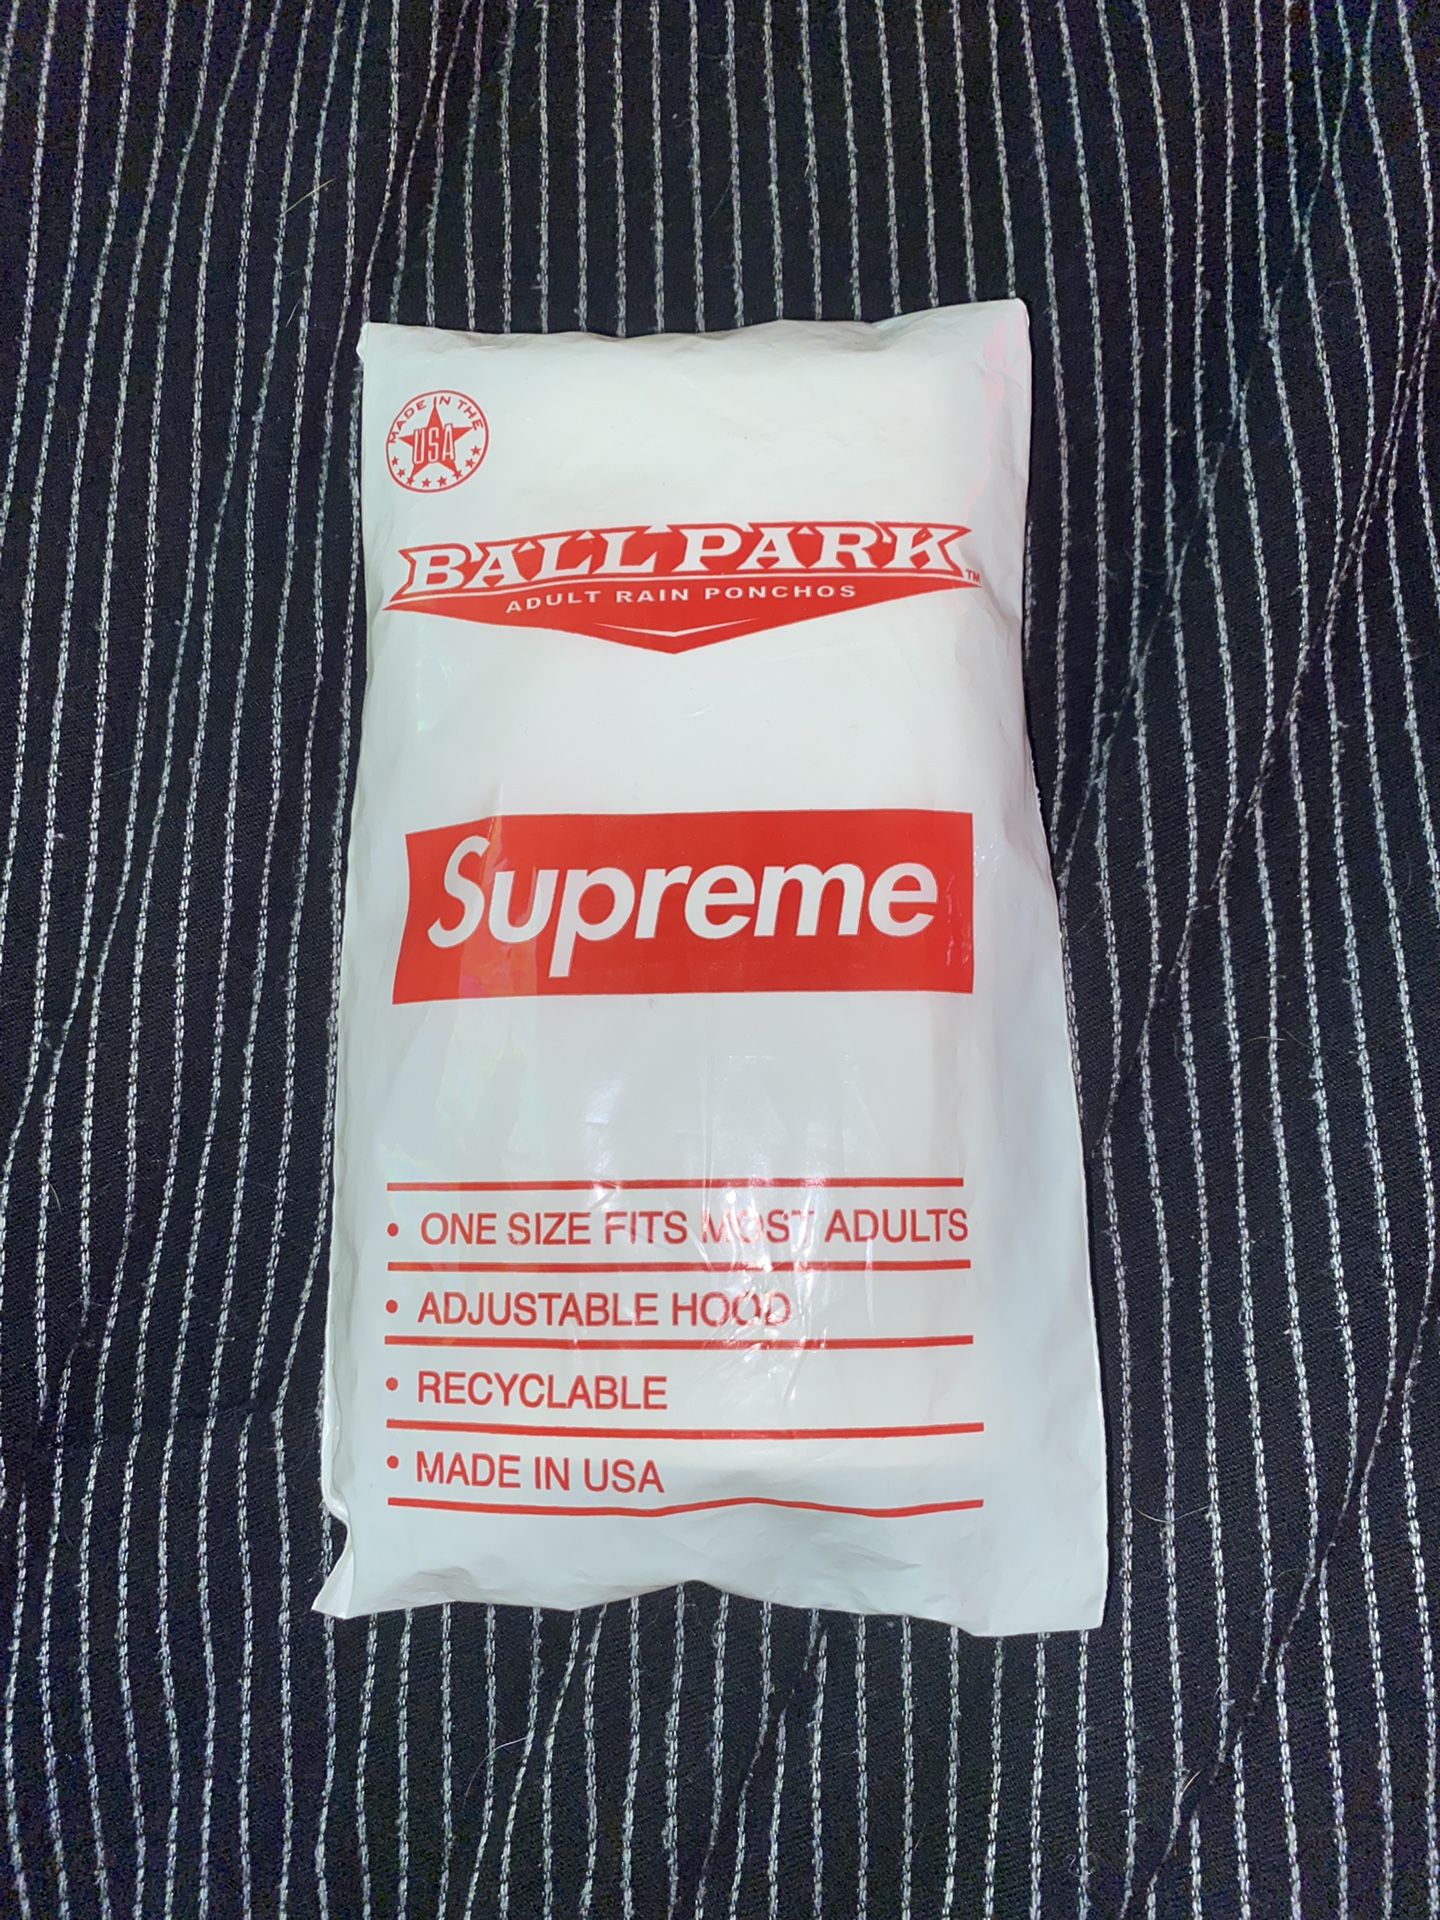 MADE IN THE
USA
BALLPARK™
ADULT RAIN PONCHOS
Supreme
• ONE SIZE FITS MOST ADULTS
• ADJUSTABLE HOOD
• RECYCLABLE
• MADE IN USA